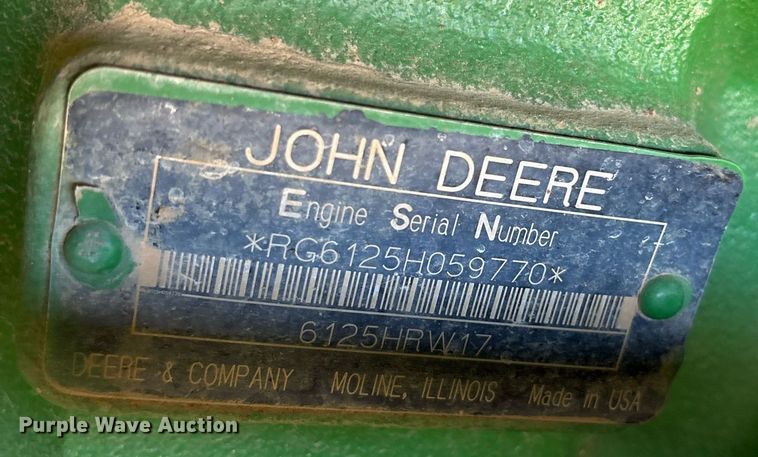 JOHN DEERE
Engine Serial Number
*RG6125H059770*
6125HRW17
DEERE & COMPANY MOLINE, ILLINOIS Made in USA
Purple Wave Auction